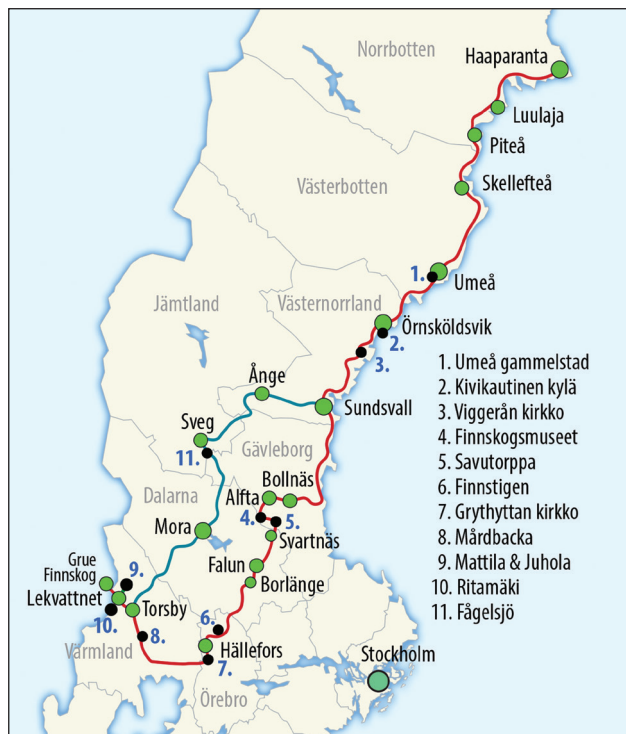 Norrbotten
Haaparanta
Luulaja
Piteå
Västerbotten
Skellefteå
1.
Umeå
Jämtland
Västernorrland
Örnsköldsvik
2.
3.
Ånge
Sundsvall
Sveg
11.
Gävleborg
Dalarna
Alfta
Bollnäs
4.
5.
Mora
Svartnäs
Grue
Finnskog
9.
Falun
Lekvattnet
Borlänge
Torsby
10.
6.
8.
Värmland
Hällefors
7.
Stockholm
Örebro
1. Umeå gammelstad
2. Kivikautinen kylä
3. Viggerån kirkko
4. Finnskogsmuseet
5. Savutorppa
6. Finnstigen
7. Grythyttan kirkko
8. Mårdbacka
9. Mattila & Juhola
10. Ritamäki
11. Fågelsjö